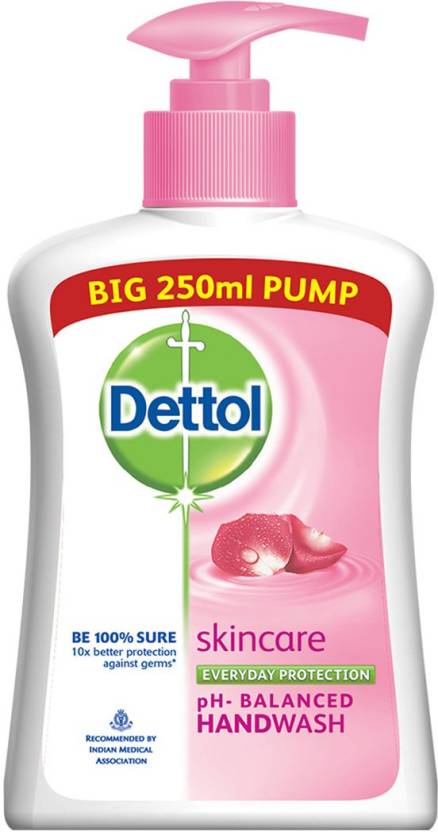 BIG 250ml PUMP
Dettol
BE 100% SURE
10x better protection
against germs*
RECOMMENDED BY
INDIAN MEDICAL
ASSOCIATION
skincare
EVERYDAY PROTECTION
pH- BALANCED
HANDWASH